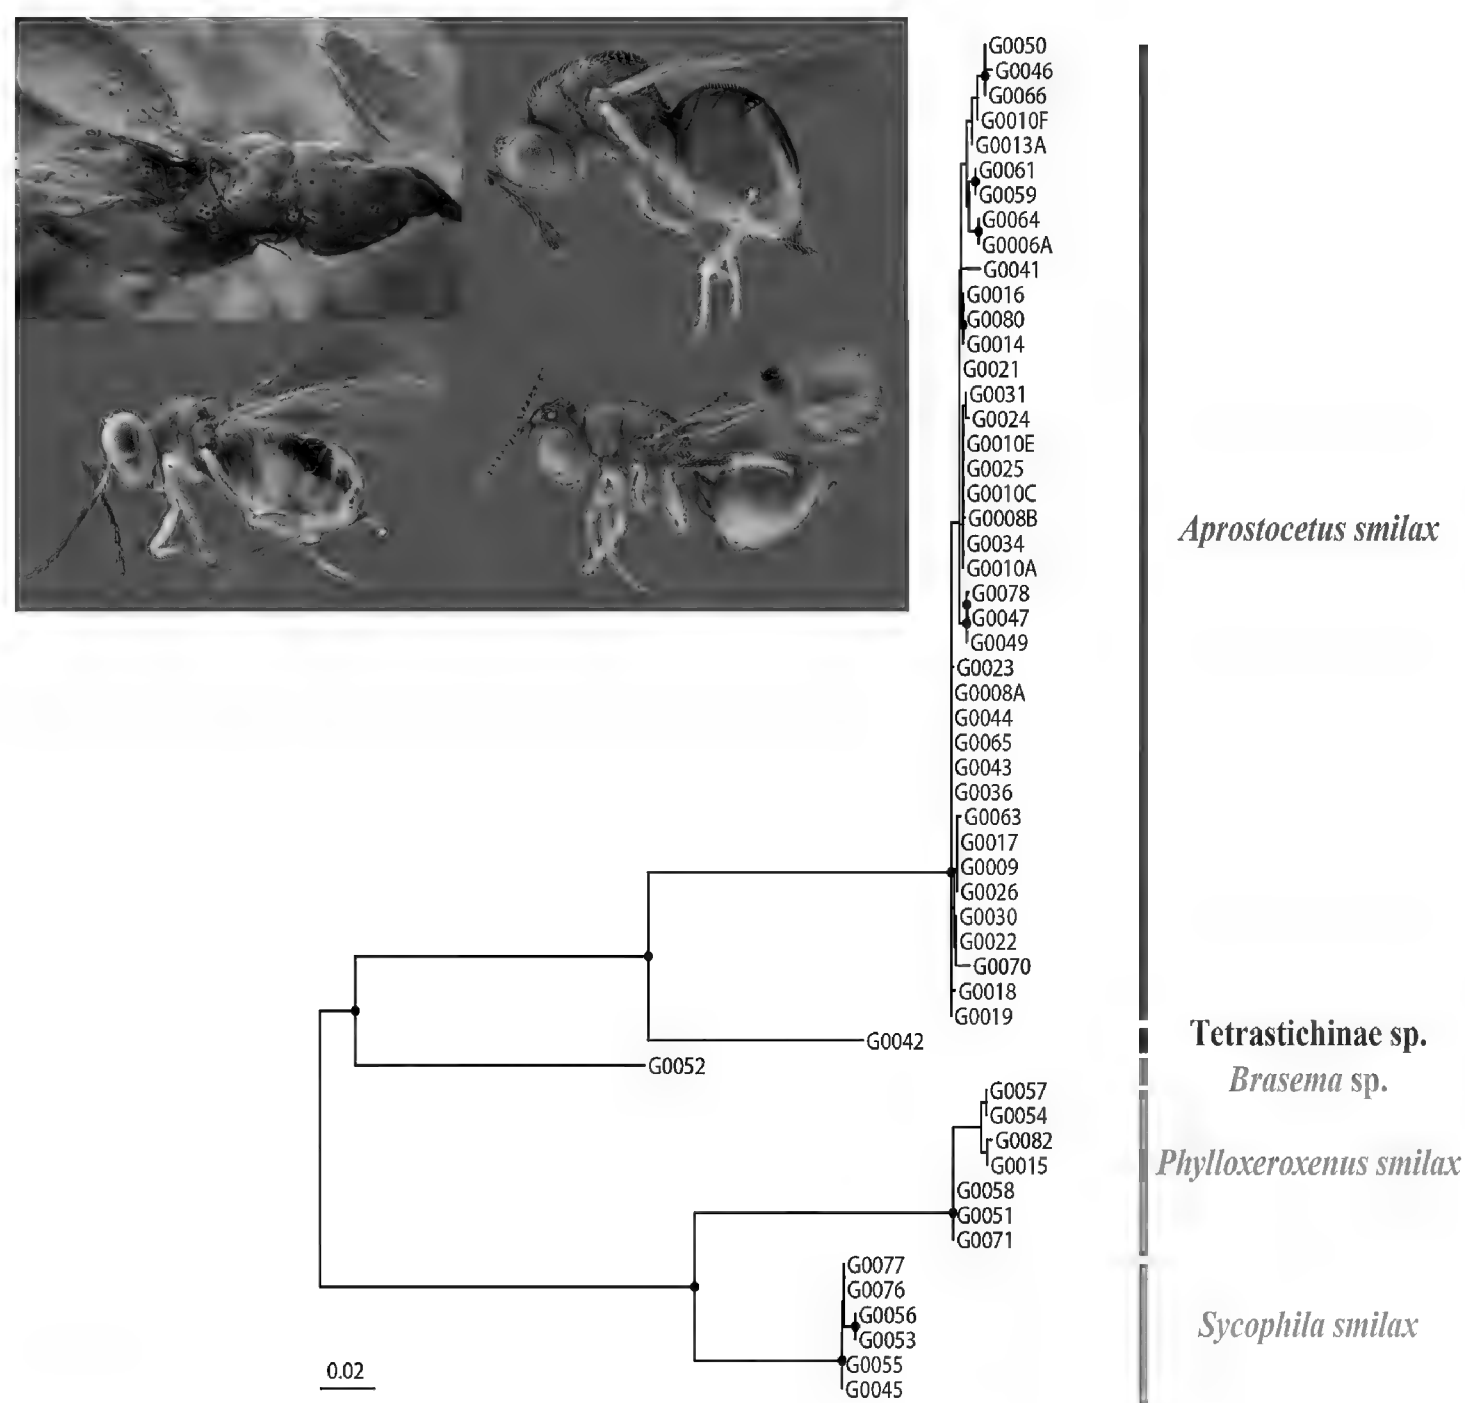 G0050
G0046
G0066
G0010F
G0013A
G0061
G0059
G0064
G0006A
G0041
G0016
G0080
G0014
G0021
G0031
G0024
G0010E
G0025
G0010C
G0008B
Aprostocetus smilax
G0034
G0010A
G0078
G0047
G0049
G0023
G0008A
G0044
G0065
G0043
G0036
G0063
G0017
G0009
G0026
G0030
G0022
G0070
G0018
G0019
Tetrastichinae sp.
G0042
G0052
Brasema sp.
G0057
G0054
G0082
G0015
Phylloxeroxenus smilax
G0058
G0051
G0071
G0077
G0076
G0056
Sycophila smilax
G0053
G0055
0.02
G0045